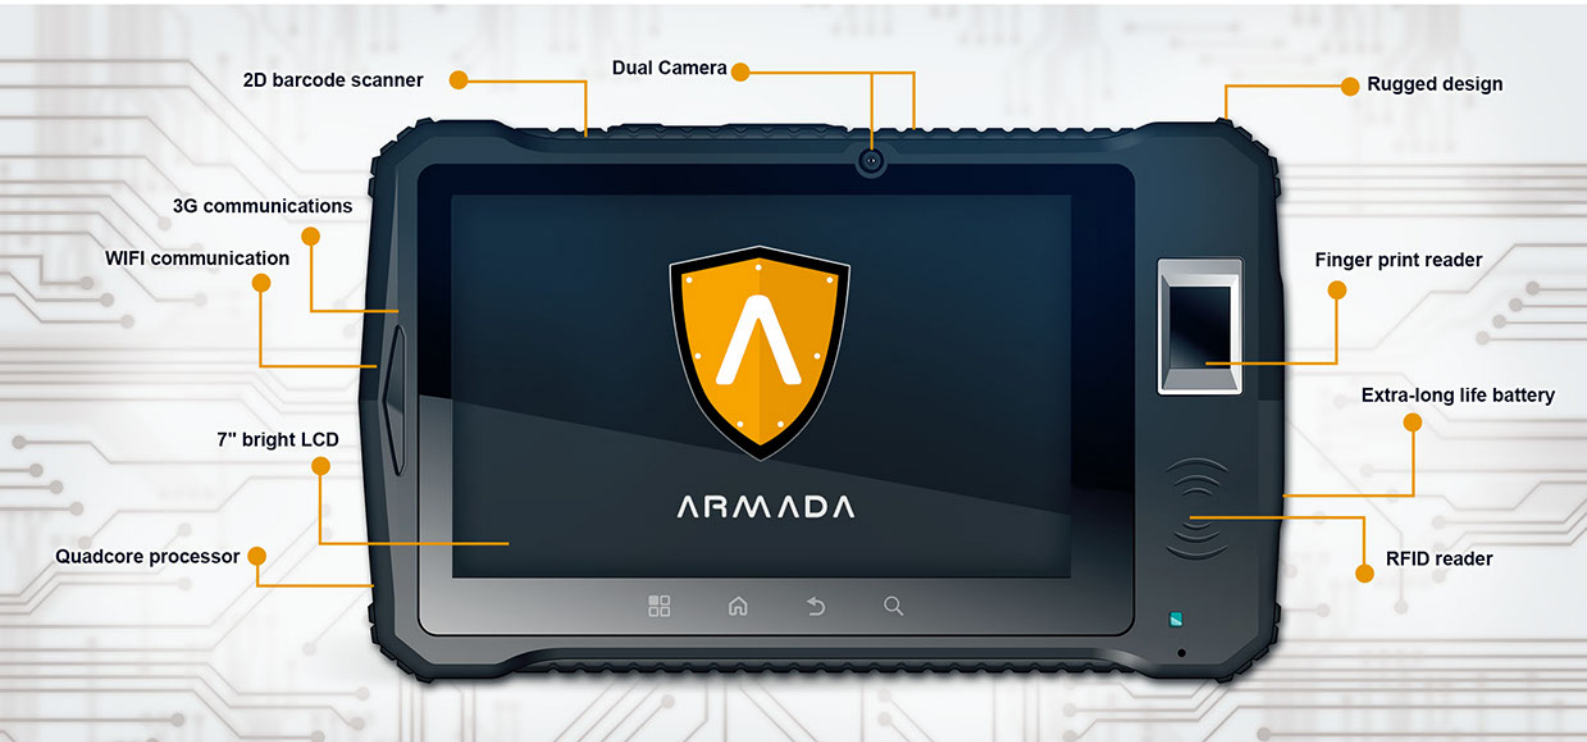 2D barcode scanner
Dual Camera
Rugged design
3G communications
WIFI communication
Finger print reader
Extra-long life battery
7" bright LCD
ARMADA
Quadcore processor
RFID reader